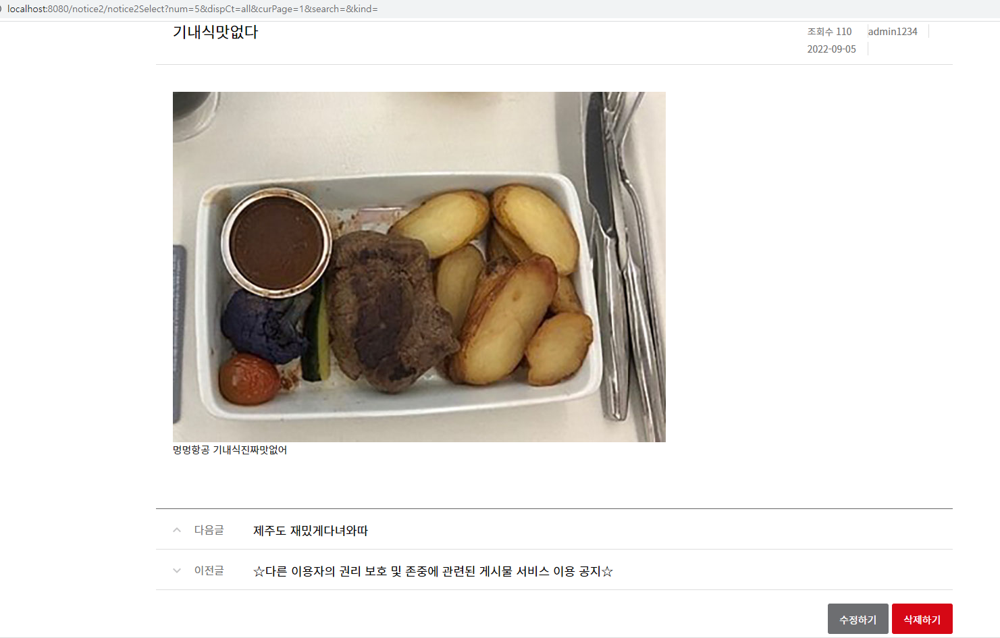 localhost:8080/notice2/notice2Select?num=5&dispCt=all&curPage=1&search=&kind=
기내식맛없다
조회수 110 admin1234
2022-09-05
멍멍항공 기내식진짜맛없어
다음글 제주도 재밌게다녀와따
이전글 ☆다른 이용자의 권리 보호 및 존중에 관련된 게시물 서비스 이용 공지☆
수정하기 삭제하기